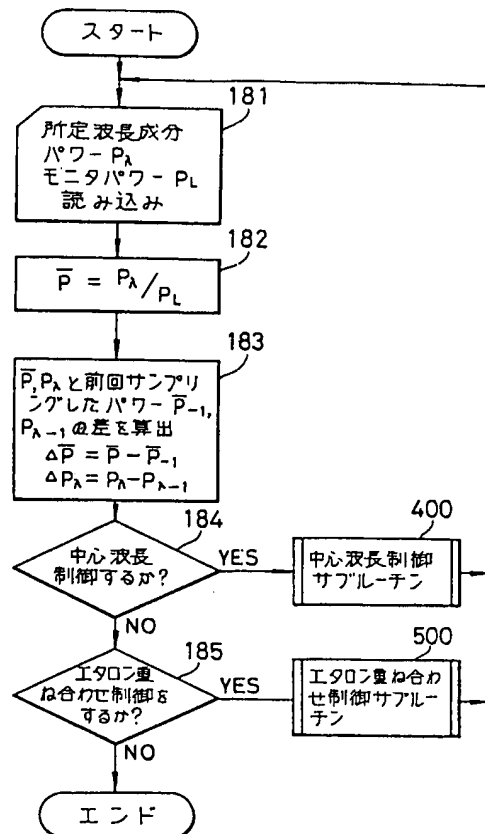 スタート
181
所定波長成分
パワー Pλ
モニタパワー PL
読み込み
182
P̅ = Pλ/PL
183
P̅, Pλと前回サンプリ
ングしたパワー P̅-1,
Pλ-1の差を算出
ΔP̅ = P̅ - P̅-1
ΔPλ = Pλ - Pλ-1
184
中心波長
制御するか?
YES
400
中心波長制御
サブルーチン
NO
185
エタロン重
ね合わせ制御を
するか?
YES
500
エタロン重ね合わ
せ制御サブルー
チン
NO
エンド